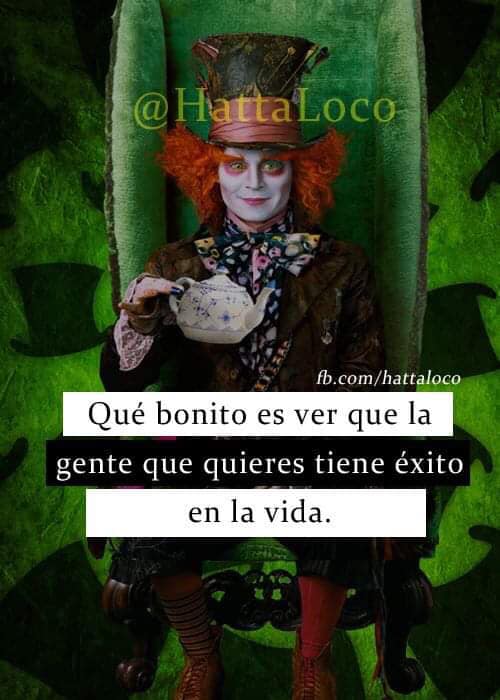 @HattaLoco
fb.com/hattaloco
Qué bonito es ver que la
gente que quieres tiene éxito
en la vida.